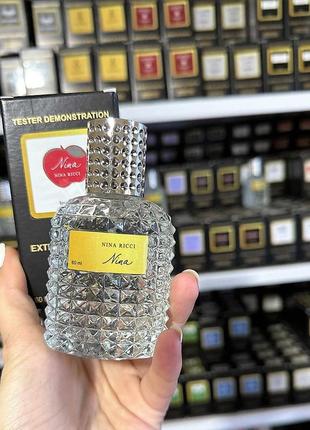 TESTER DEMONSTRATION
Nina
NINA RICCI
EXT
NINA RICCI
Nina
60 ml